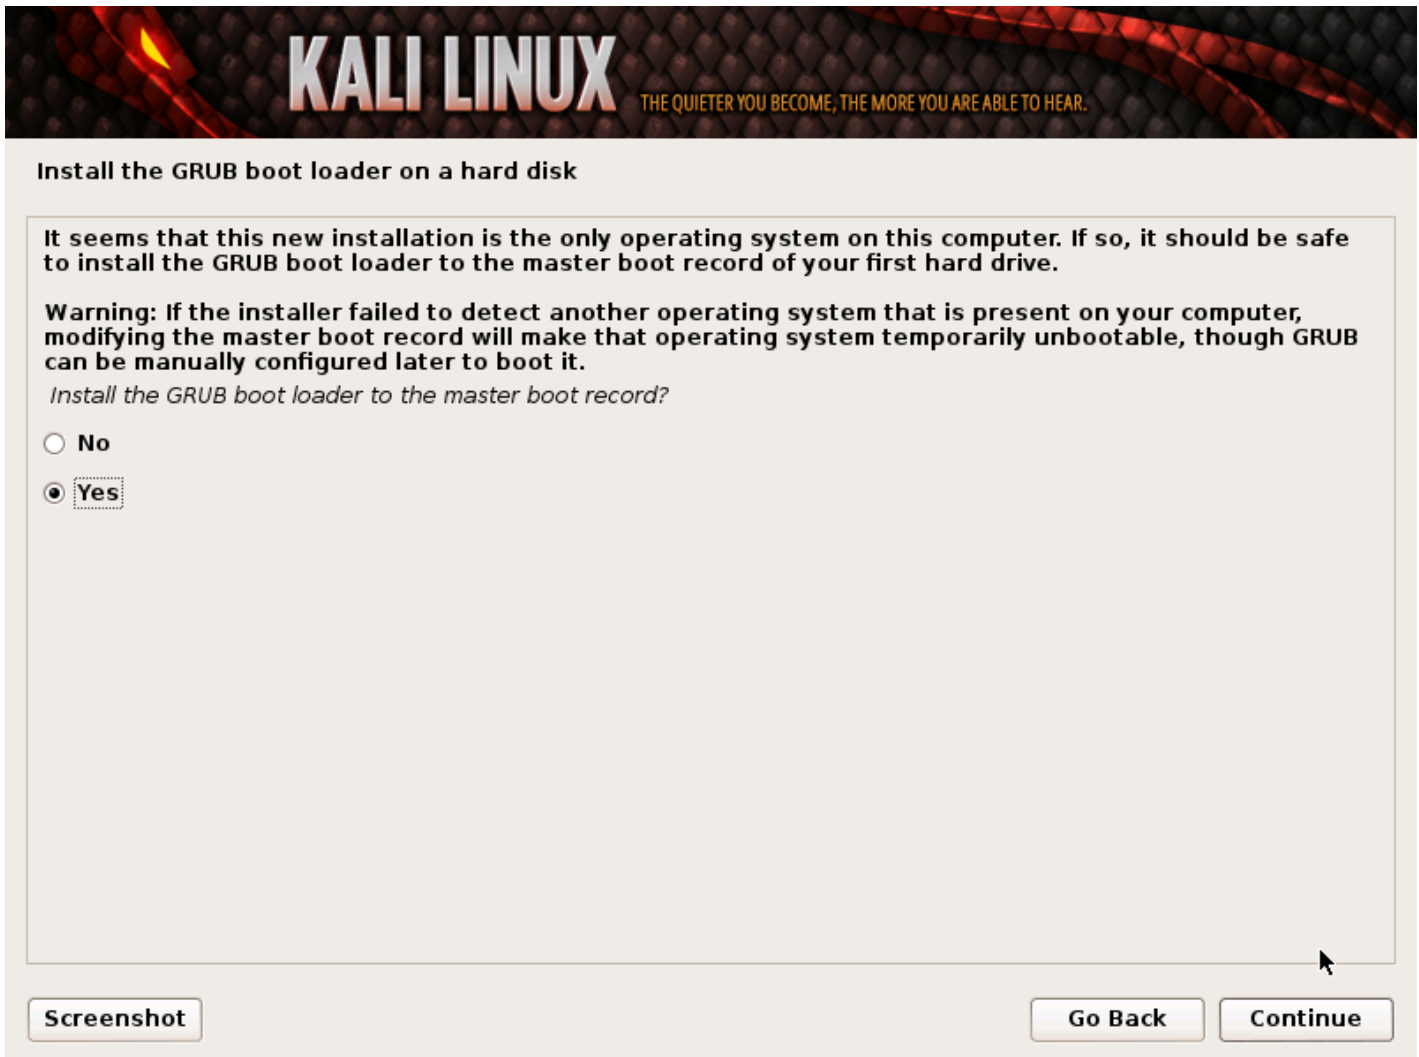 KALI LINUX THE QUIETER YOU BECOME, THE MORE YOU ARE ABLE TO HEAR.
Install the GRUB boot loader on a hard disk
It seems that this new installation is the only operating system on this computer. If so, it should be safe
to install the GRUB boot loader to the master boot record of your first hard drive.
Warning: If the installer failed to detect another operating system that is present on your computer,
modifying the master boot record will make that operating system temporarily unbootable, though GRUB
can be manually configured later to boot it.
Install the GRUB boot loader to the master boot record?
No
Yes
Screenshot Go Back Continue